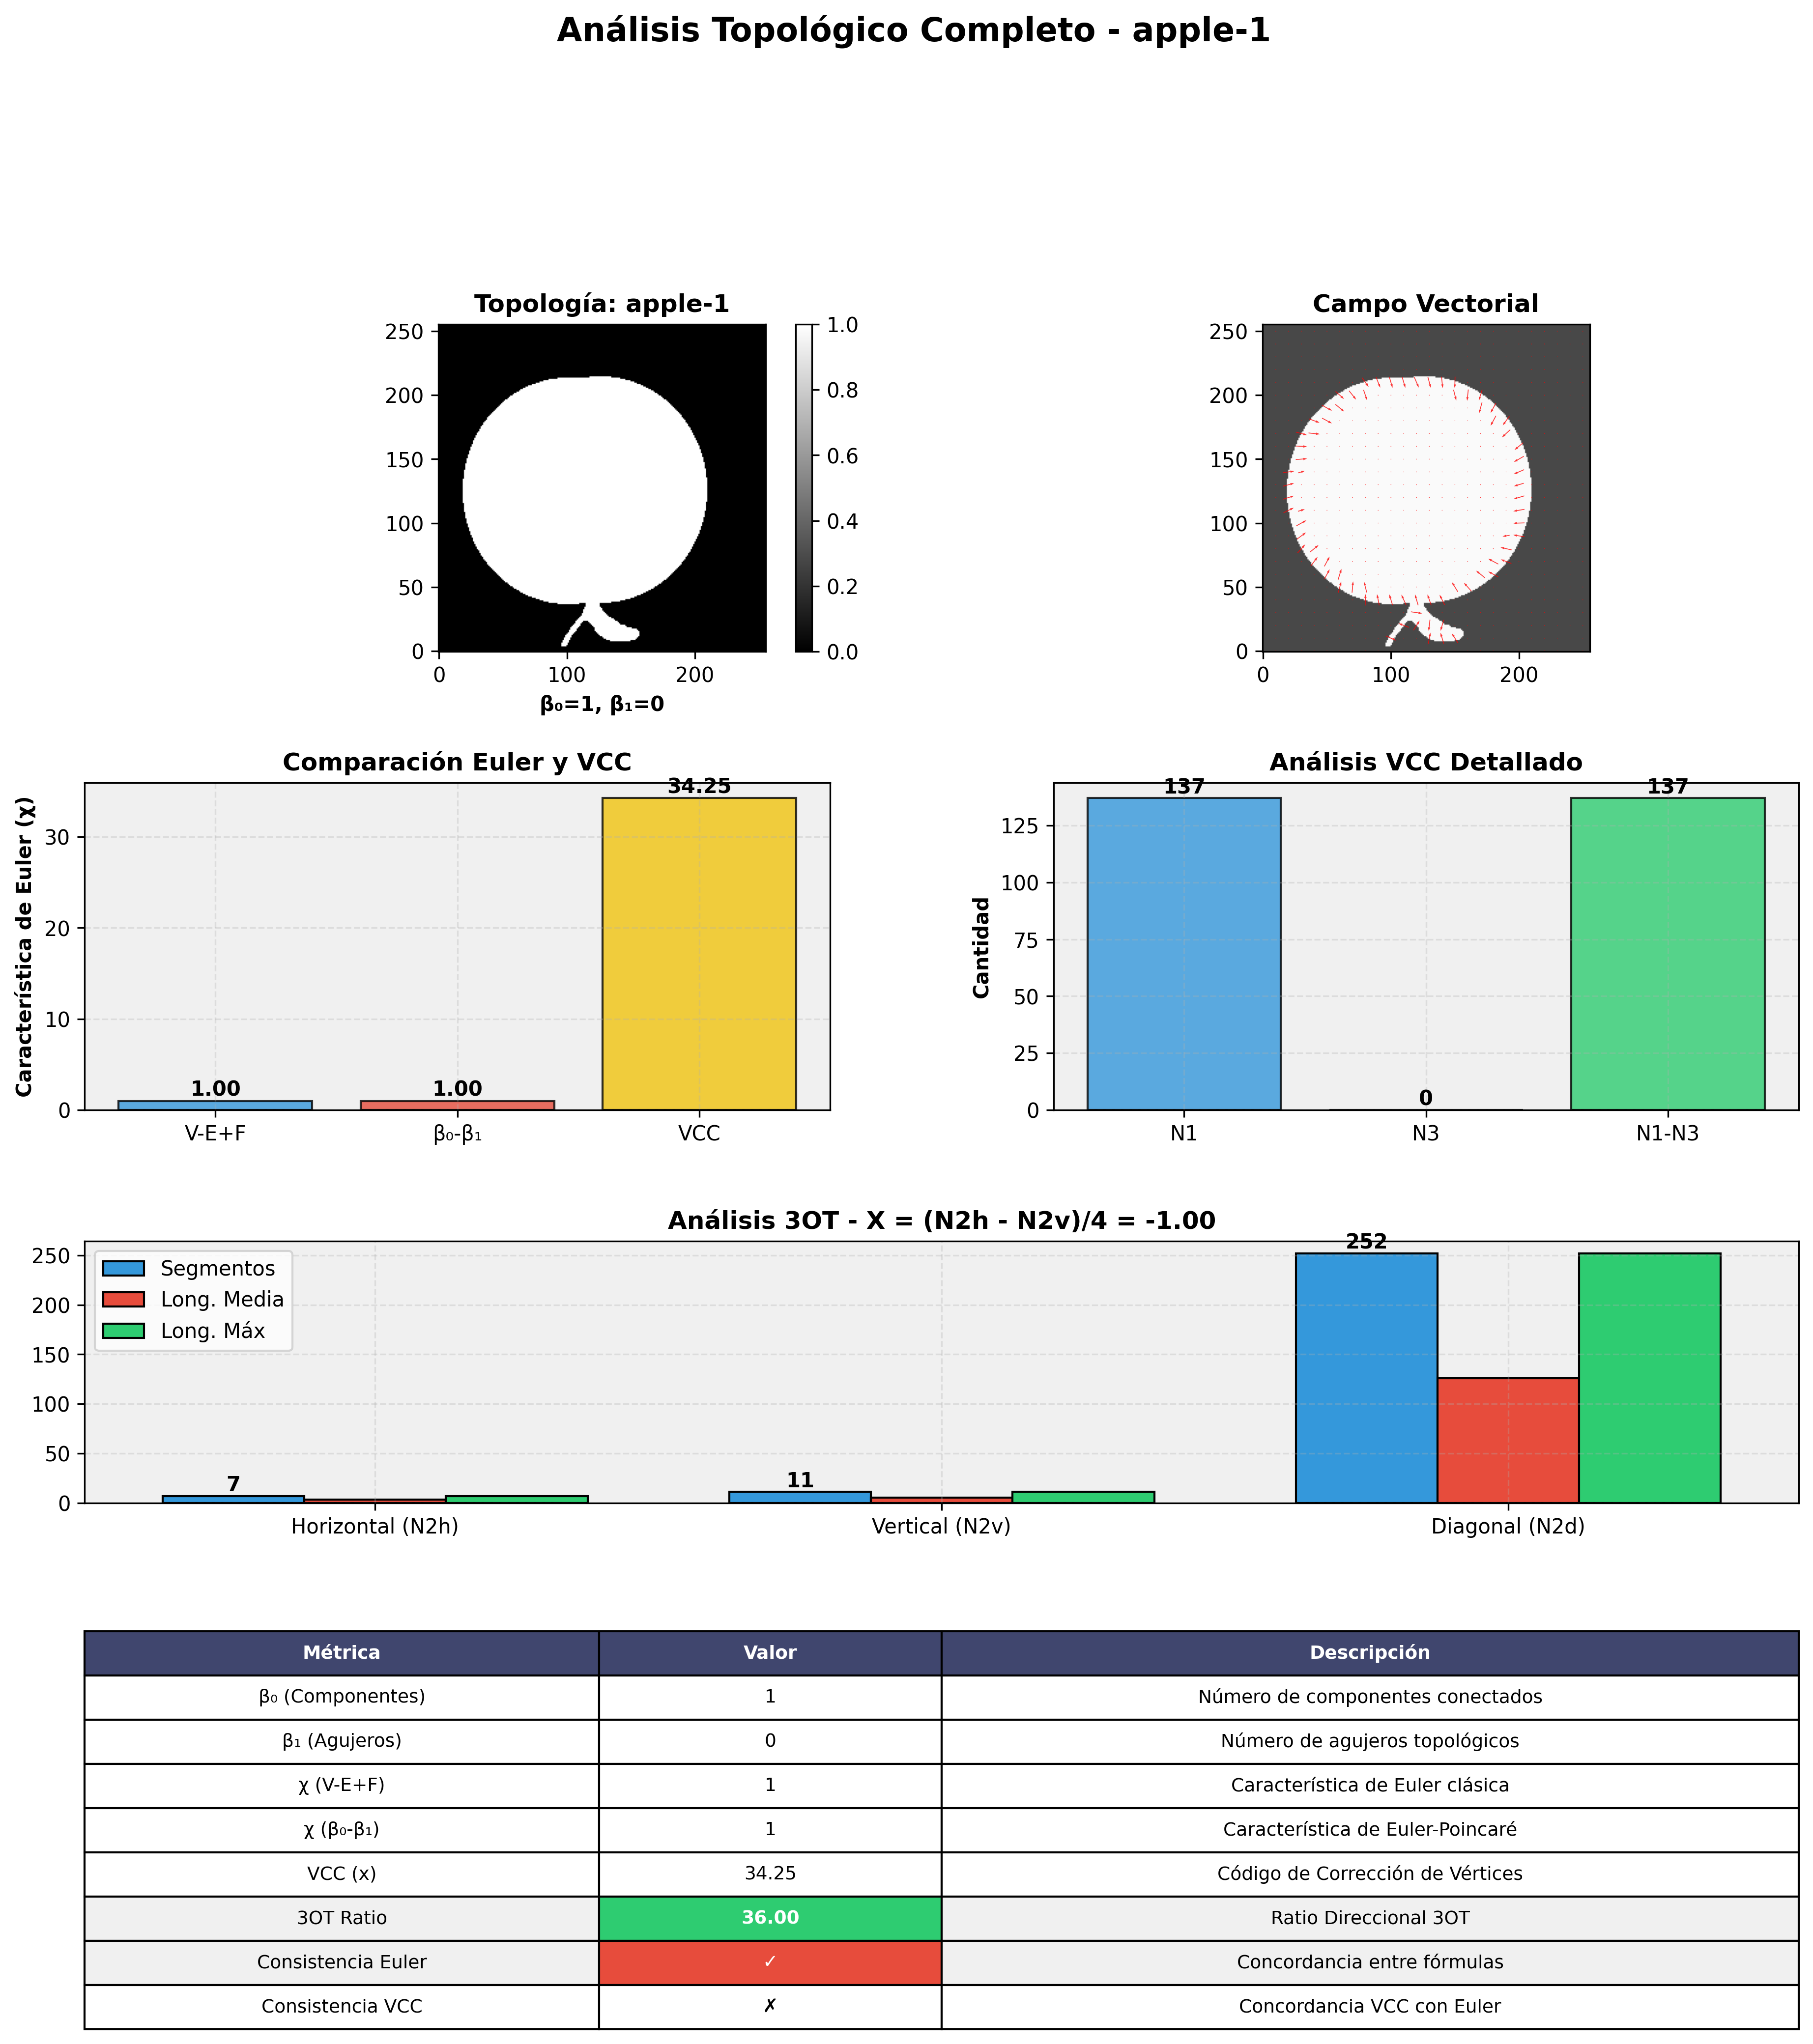 Análisis Topológico Completo - apple-1
Topología: apple-1
250
200
150
100
50
0
0 100 200
β₀=1, β₁=0
1.0
0.8
0.6
0.4
0.2
0.0
Campo Vectorial
250
200
150
100
50
0
0 100 200
Comparación Euler y VCC
Característica de Euler (χ)
30
20
10
0
1.00 1.00 34.25
V-E+F β₀-β₁ VCC
Análisis VCC Detallado
Cantidad
125
100
75
50
25
0
137 0 137
N1 N3 N1-N3
Análisis 3OT - X = (N2h - N2v)/4 = -1.00
250
200
150
100
50
0
Segmentos
Long. Media
Long. Máx
7 11 252
Horizontal (N2h) Vertical (N2v) Diagonal (N2d)
Métrica Valor Descripción
β₀ (Componentes) 1 Número de componentes conectados
β₁ (Agujeros) 0 Número de agujeros topológicos
χ (V-E+F) 1 Característica de Euler clásica
χ (β₀-β₁) 1 Característica de Euler-Poincaré
VCC (x) 34.25 Código de Corrección de Vértices
3OT Ratio 36.00 Ratio Direccional 3OT
Consistencia Euler ✓ Concordancia entre fórmulas
Consistencia VCC ✗ Concordancia VCC con Euler